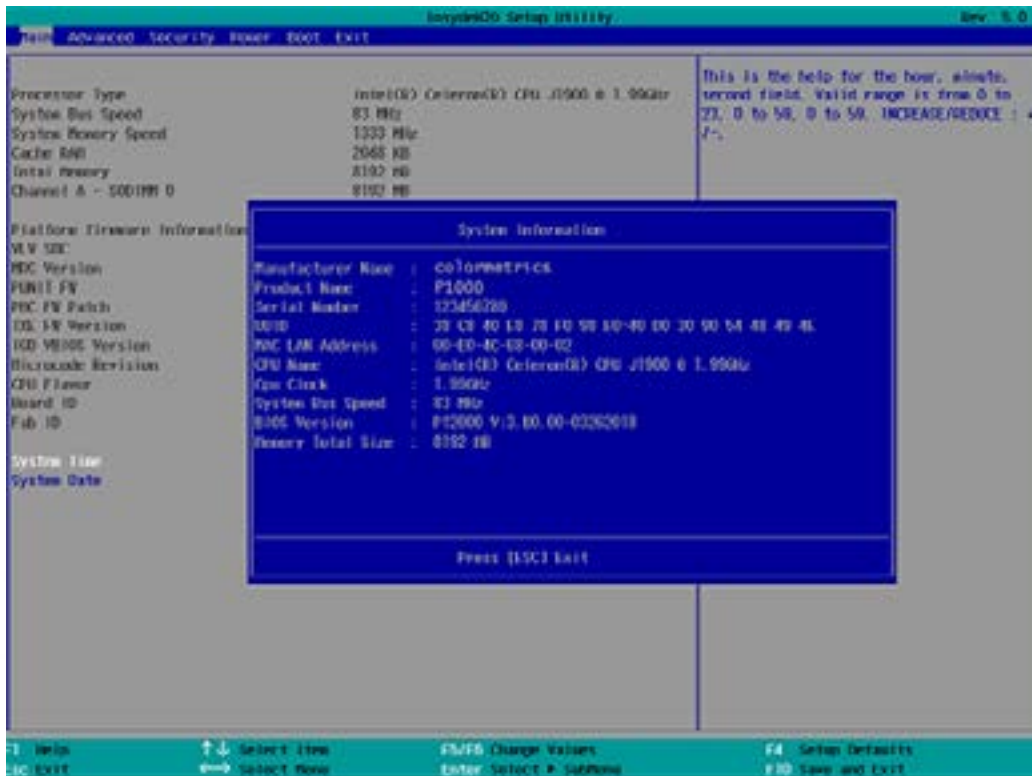 InsydeH2O Setup Utility Rev. 5.0
Main Advanced Security Power Boot Exit
This is the help for the hour, minute,
second field. Valid range is from 0 to
23, 0 to 59, 0 to 59. INCREASE/REDUCE : +
/-.
Processor Type Intel(R) Celeron(R) CPU J1900 @ 1.99GHz
System Bus Speed 83 MHz
System Memory Speed 1333 MHz
Cache RAM 2048 KB
Total Memory 8192 MB
Channel A - SODIMM 0 8192 MB
Platform Firmware Information
VLV SOC
MRC Version
PUNIT FW
PMC FW Patch
TXE FW Version
IGD VBIOS Version
Microcode Revision
CPU Flavor
Board ID
Fab ID
System Time
System Date
System Information
Manufacturer Name : colormetrics
Product Name : P1000
Serial Number : 123456789
UUID :
MAC LAN Address :
CPU Name : Intel(R) Celeron(R) CPU J1900 @ 1.99GHz
Cpu Clock : 1.99GHz
System Bus Speed : 83 MHz
BIOS Version :
Memory Total Size : 8192 MB
Press [ESC] Exit
F1 Help ↑↓ Select Item F5/F6 Change Values F4 Setup Defaults
Esc Exit ←→ Select Menu Enter Select ▶ SubMenu F10 Save and Exit